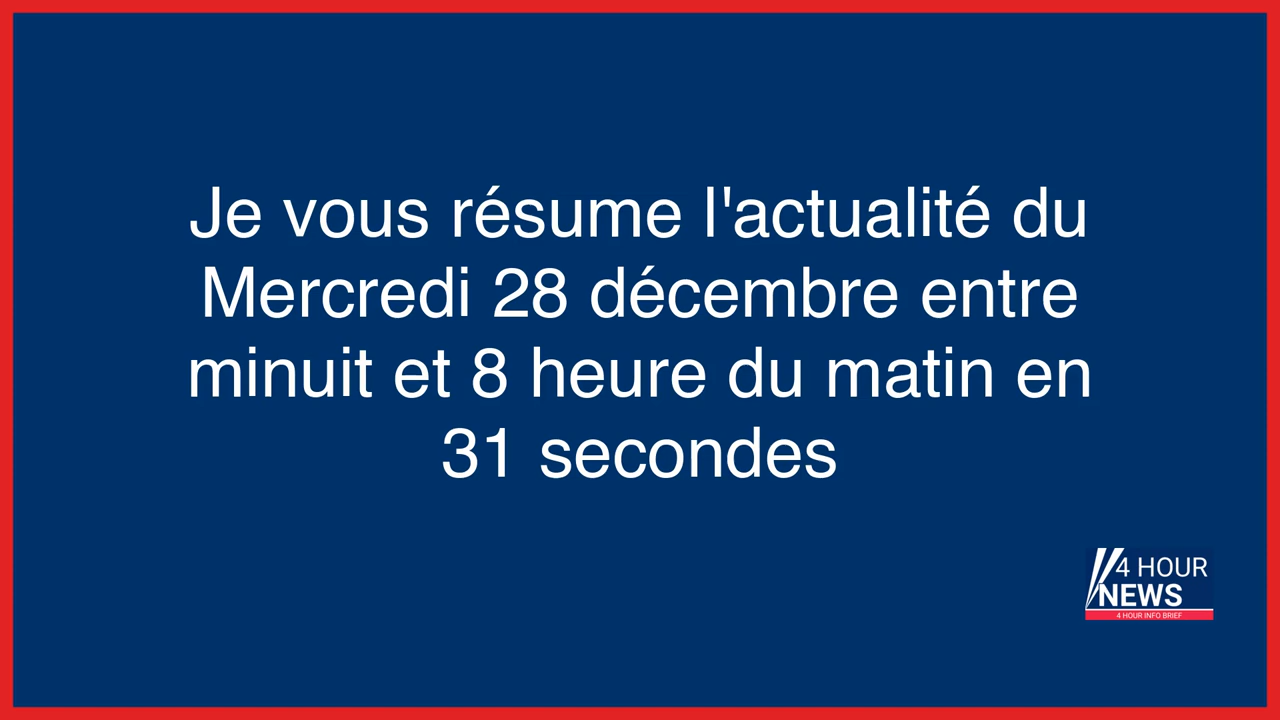 Je vous résume l'actualité du
Mercredi 28 décembre entre
minuit et 8 heure du matin en
31 secondes
4 HOUR
NEWS
4 HOUR INFO BRIEF